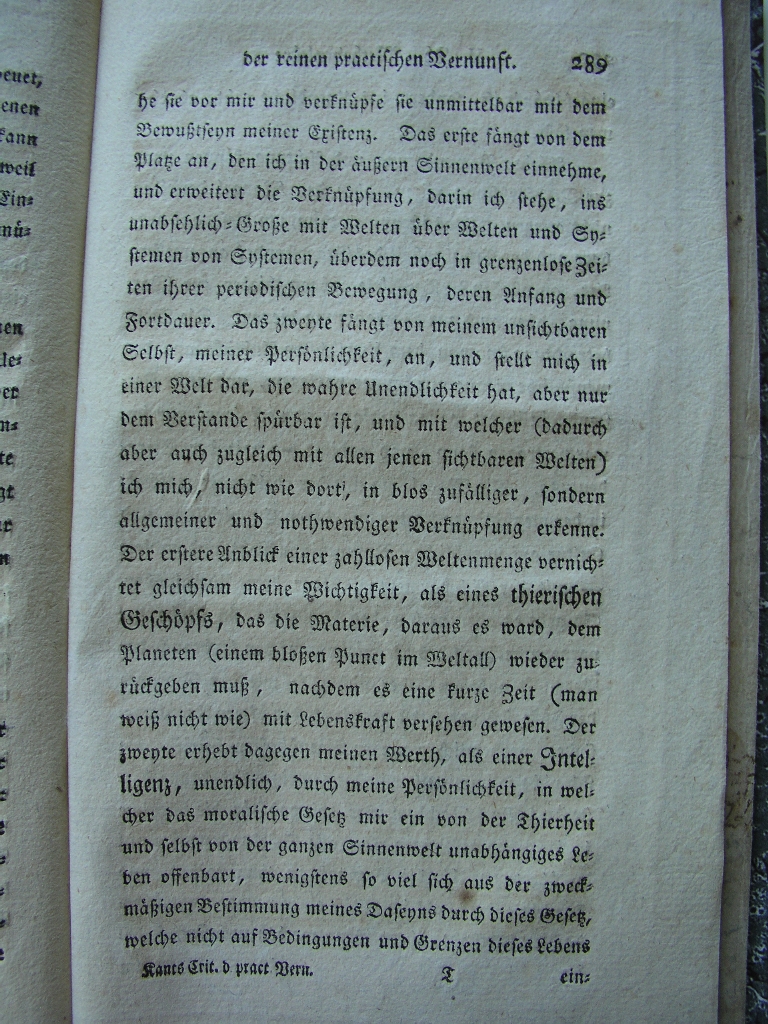 der reinen practischen Vernunft. 289
he sie vor mir und verknüpfe sie unmittelbar mit dem
Bewußtseyn meiner Existenz. Das erste fängt von dem
Platze an, den ich in der äußern Sinnenwelt einnehme,
und erweitert die Verknüpfung, darin ich stehe, ins
unabsehlich-Große mit Welten über Welten und Sy-
stemen von Systemen, überdem noch in grenzenlose Zei-
ten ihrer periodischen Bewegung, deren Anfang und
Fortdauer. Das zweyte fängt von meinem unsichtbaren
Selbst, meiner Persönlichkeit, an, und stellt mich in
einer Welt dar, die wahre Unendlichkeit hat, aber nur
dem Verstande spürbar ist, und mit welcher (dadurch
aber auch zugleich mit allen jenen sichtbaren Welten)
ich mich, nicht wie dort, in blos zufälliger, sondern
allgemeiner und nothwendiger Verknüpfung erkenne.
Der erstere Anblick einer zahllosen Weltenmenge vernich-
tet gleichsam meine Wichtigkeit, als eines thierischen
Geschöpfs, das die Materie, daraus es ward, dem
Planeten (einem bloßen Punct im Weltall) wieder zu-
rückgeben muß, nachdem es eine kurze Zeit (man
weiß nicht wie) mit Lebenskraft versehen gewesen. Der
zweyte erhebt dagegen meinen Werth, als einer Intel-
ligenz, unendlich, durch meine Persönlichkeit, in wel-
cher das moralische Gesetz mir ein von der Thierheit
und selbst von der ganzen Sinnenwelt unabhängiges Le-
ben offenbart, wenigstens so viel sich aus der zweck-
mäßigen Bestimmung meines Daseyns durch dieses Gesetz,
welche nicht auf Bedingungen und Grenzen dieses Lebens
Kants Crit. d pract Vern. T ein-